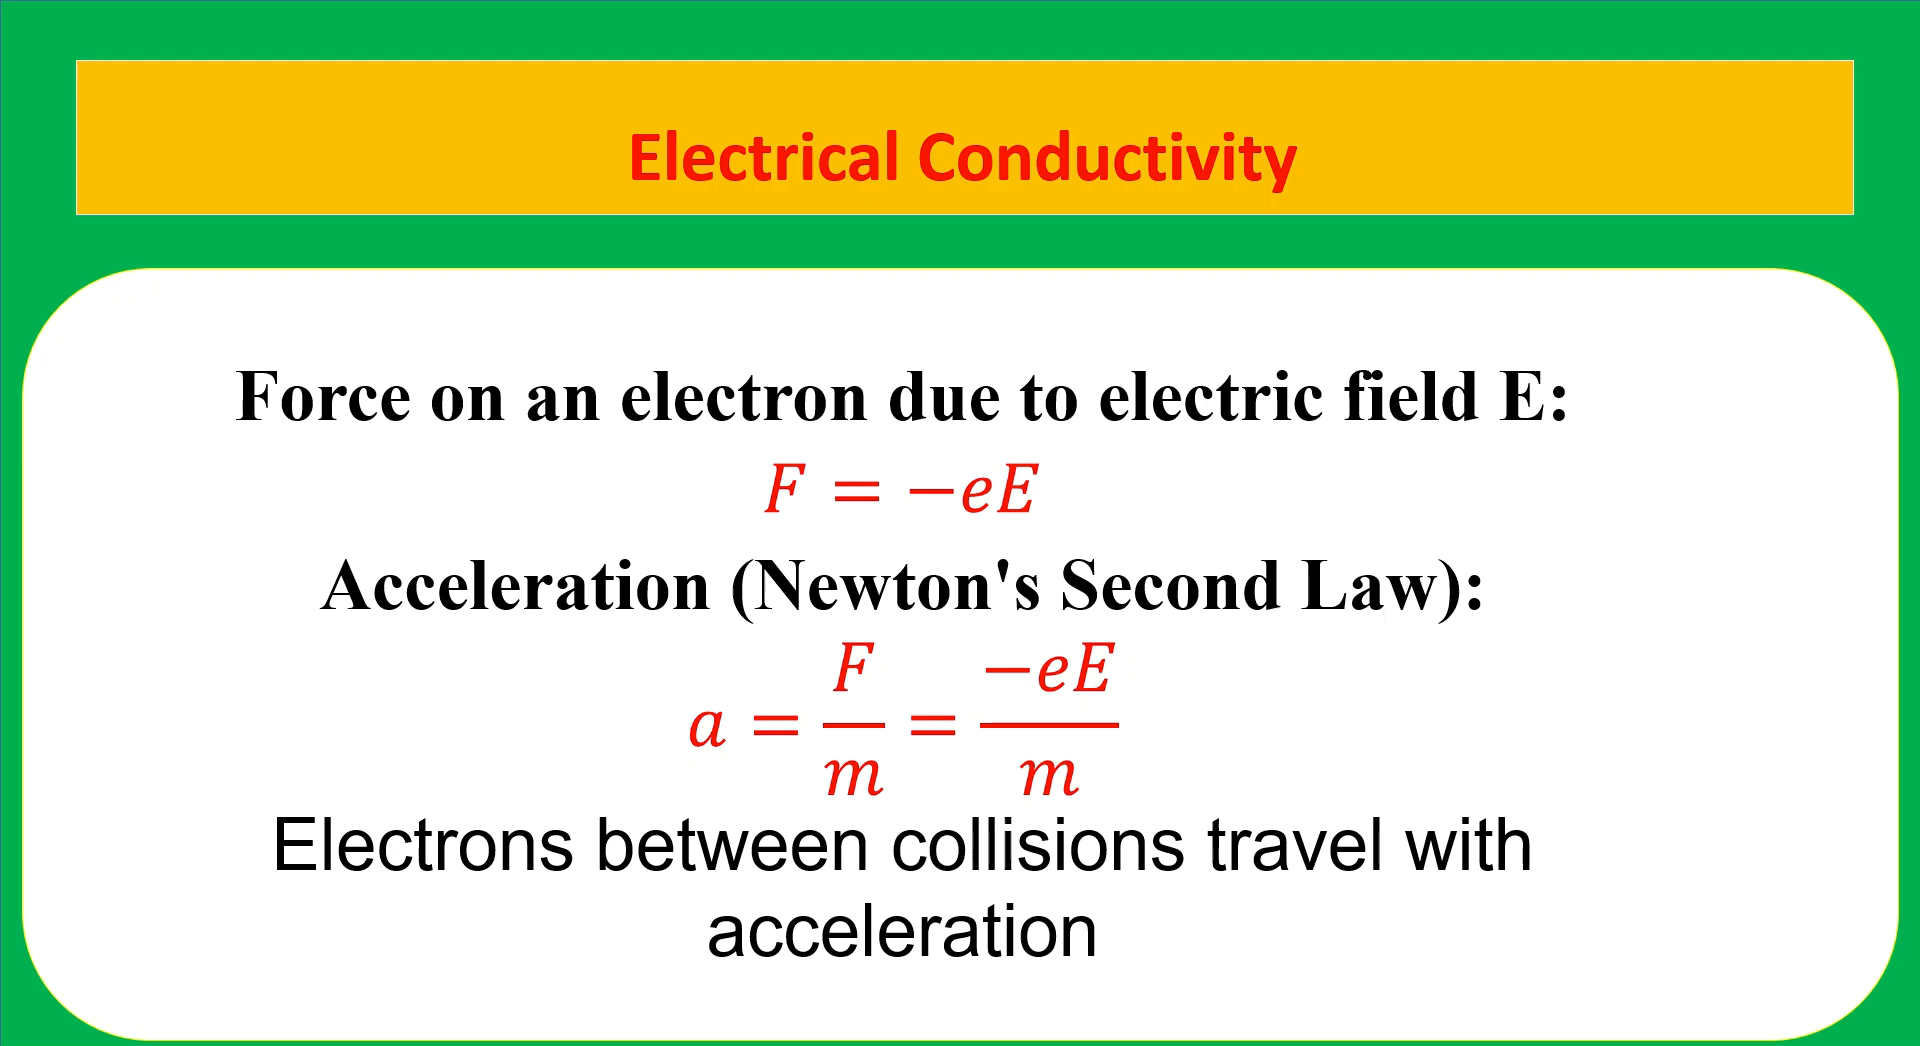 Electrical Conductivity
Force on an electron due to electric field E:
F = −eE
Acceleration (Newton's Second Law):
a = F/m = −eE/m
Electrons between collisions travel with
acceleration